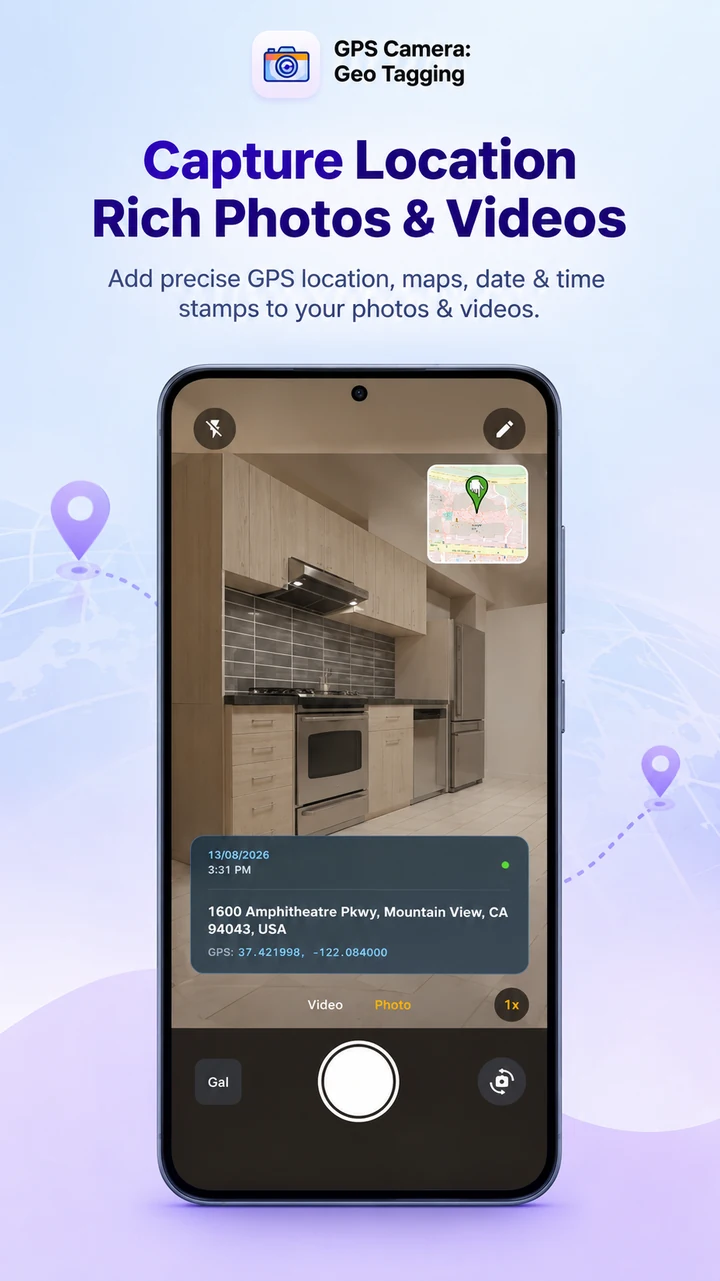 GPS Camera:
Geo Tagging
Capture Location
Rich Photos & Videos
Add precise GPS location, maps, date & time
stamps to your photos & videos.
13/08/2026
3:31 PM
1600 Amphitheatre Pkwy, Mountain View, CA
94043, USA
GPS: 37.421998, -122.084000
Video
Photo
1x
Gal